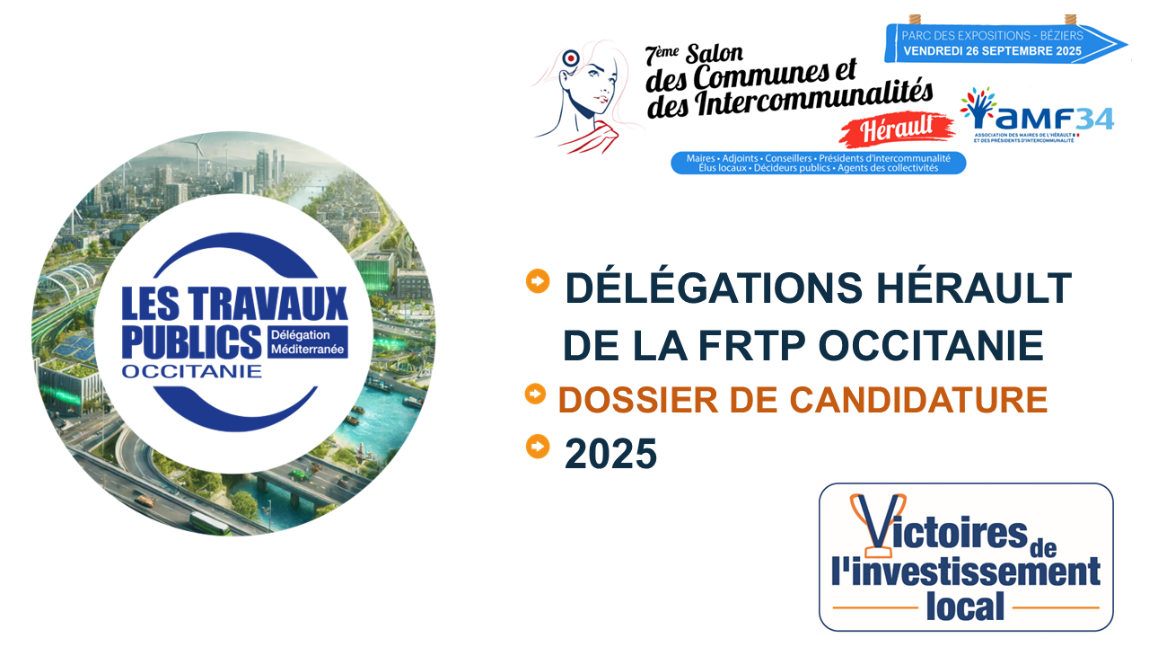 PARC DES EXPOSITIONS - BÉZIERS
VENDREDI 26 SEPTEMBRE 2025
7ème Salon
des Communes et
des Intercommunalités
Hérault
AMF34
ASSOCIATION DES MAIRES DE L'HÉRAULT
ET DES PRÉSIDENTS D'INTERCOMMUNALITÉ
Maires • Adjoints • Conseillers • Présidents d'intercommunalité
Élus locaux • Décideurs publics • Agents des collectivités
LES TRAVAUX
PUBLICS
Délégation
Méditerranée
OCCITANIE
DÉLÉGATIONS HÉRAULT
DE LA FRTP OCCITANIE
DOSSIER DE CANDIDATURE
2025
Victoires de
l'investissement
local